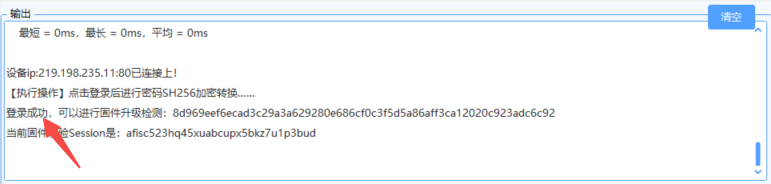 输出
清空
最短 = 0ms，最长 = 0ms，平均 = 0ms
设备ip:219.198.235.11:80已连接上！
【执行操作】点击登录后进行密码SH256加密转换......
登录成功，可以进行固件升级检测：8d969eef6ecad3c29a3a629280e686cf0c3f5d5a86aff3ca12020c923adc6c92
当前固件 验Session是：afisc523hq45xuabcupx5bkz7u1p3bud